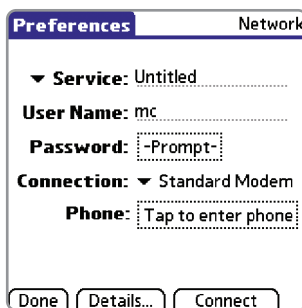 Preferences Network
Service: Untitled
User Name: mc
Password: -Prompt-
Connection: Standard Modem
Phone: Tap to enter phone
Done Details... Connect